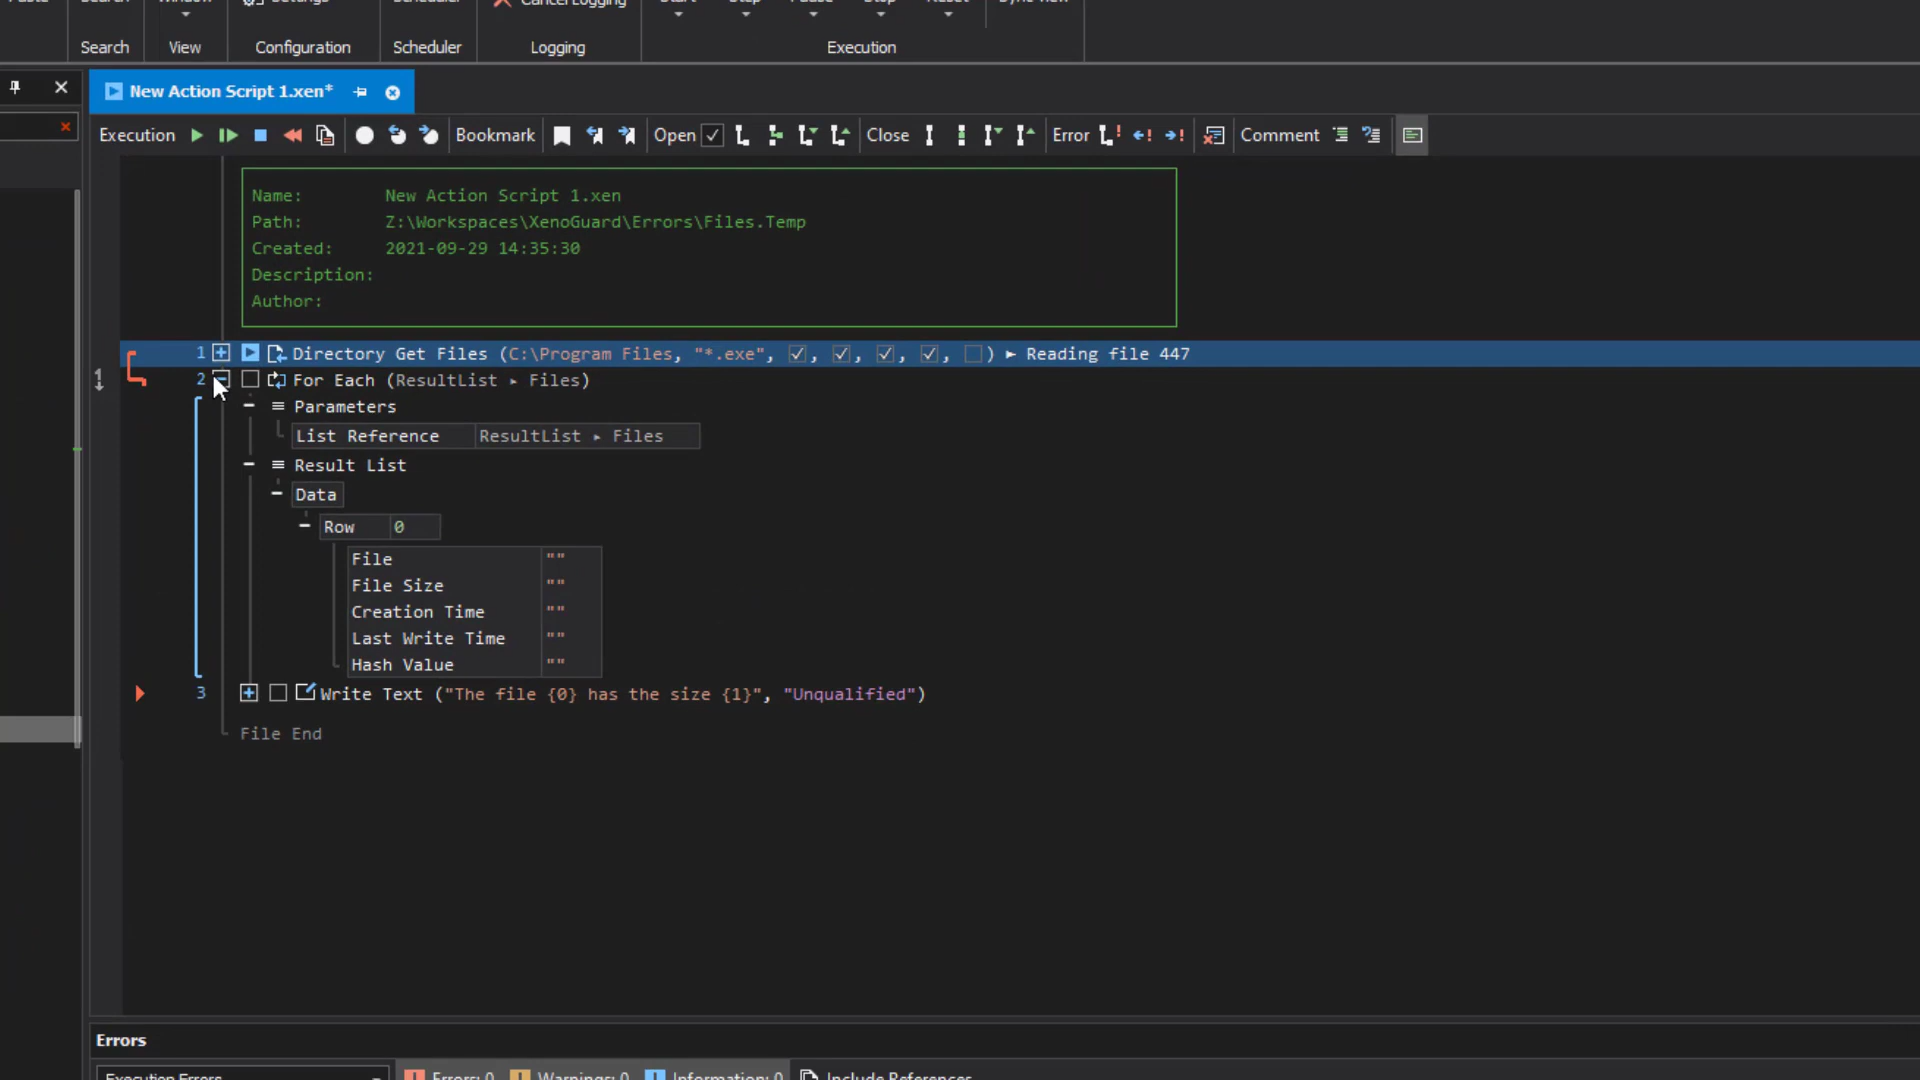 Search View Configuration Scheduler Logging Execution
New Action Script 1.xen*
Execution Bookmark Open Close Error Comment
Name: New Action Script 1.xen
Path: Z:\Workspaces\XenoGuard\Errors\Files.Temp
Created: 2021-09-29 14:35:30
Description:
Author:
1 Directory Get Files (C:\Program Files, "*.exe", ☑, ☑, ☑, ☑, ☐) ► Reading file 447
2 For Each (ResultList ▸ Files)
Parameters
List Reference ResultList ▸ Files
Result List
Data
Row 0
File ""
File Size ""
Creation Time ""
Last Write Time ""
Hash Value ""
3 Write Text ("The file {0} has the size {1}", "Unqualified")
File End
Errors
Execution Errors Errors: 0 Warnings: 0 Information: 0 Include References